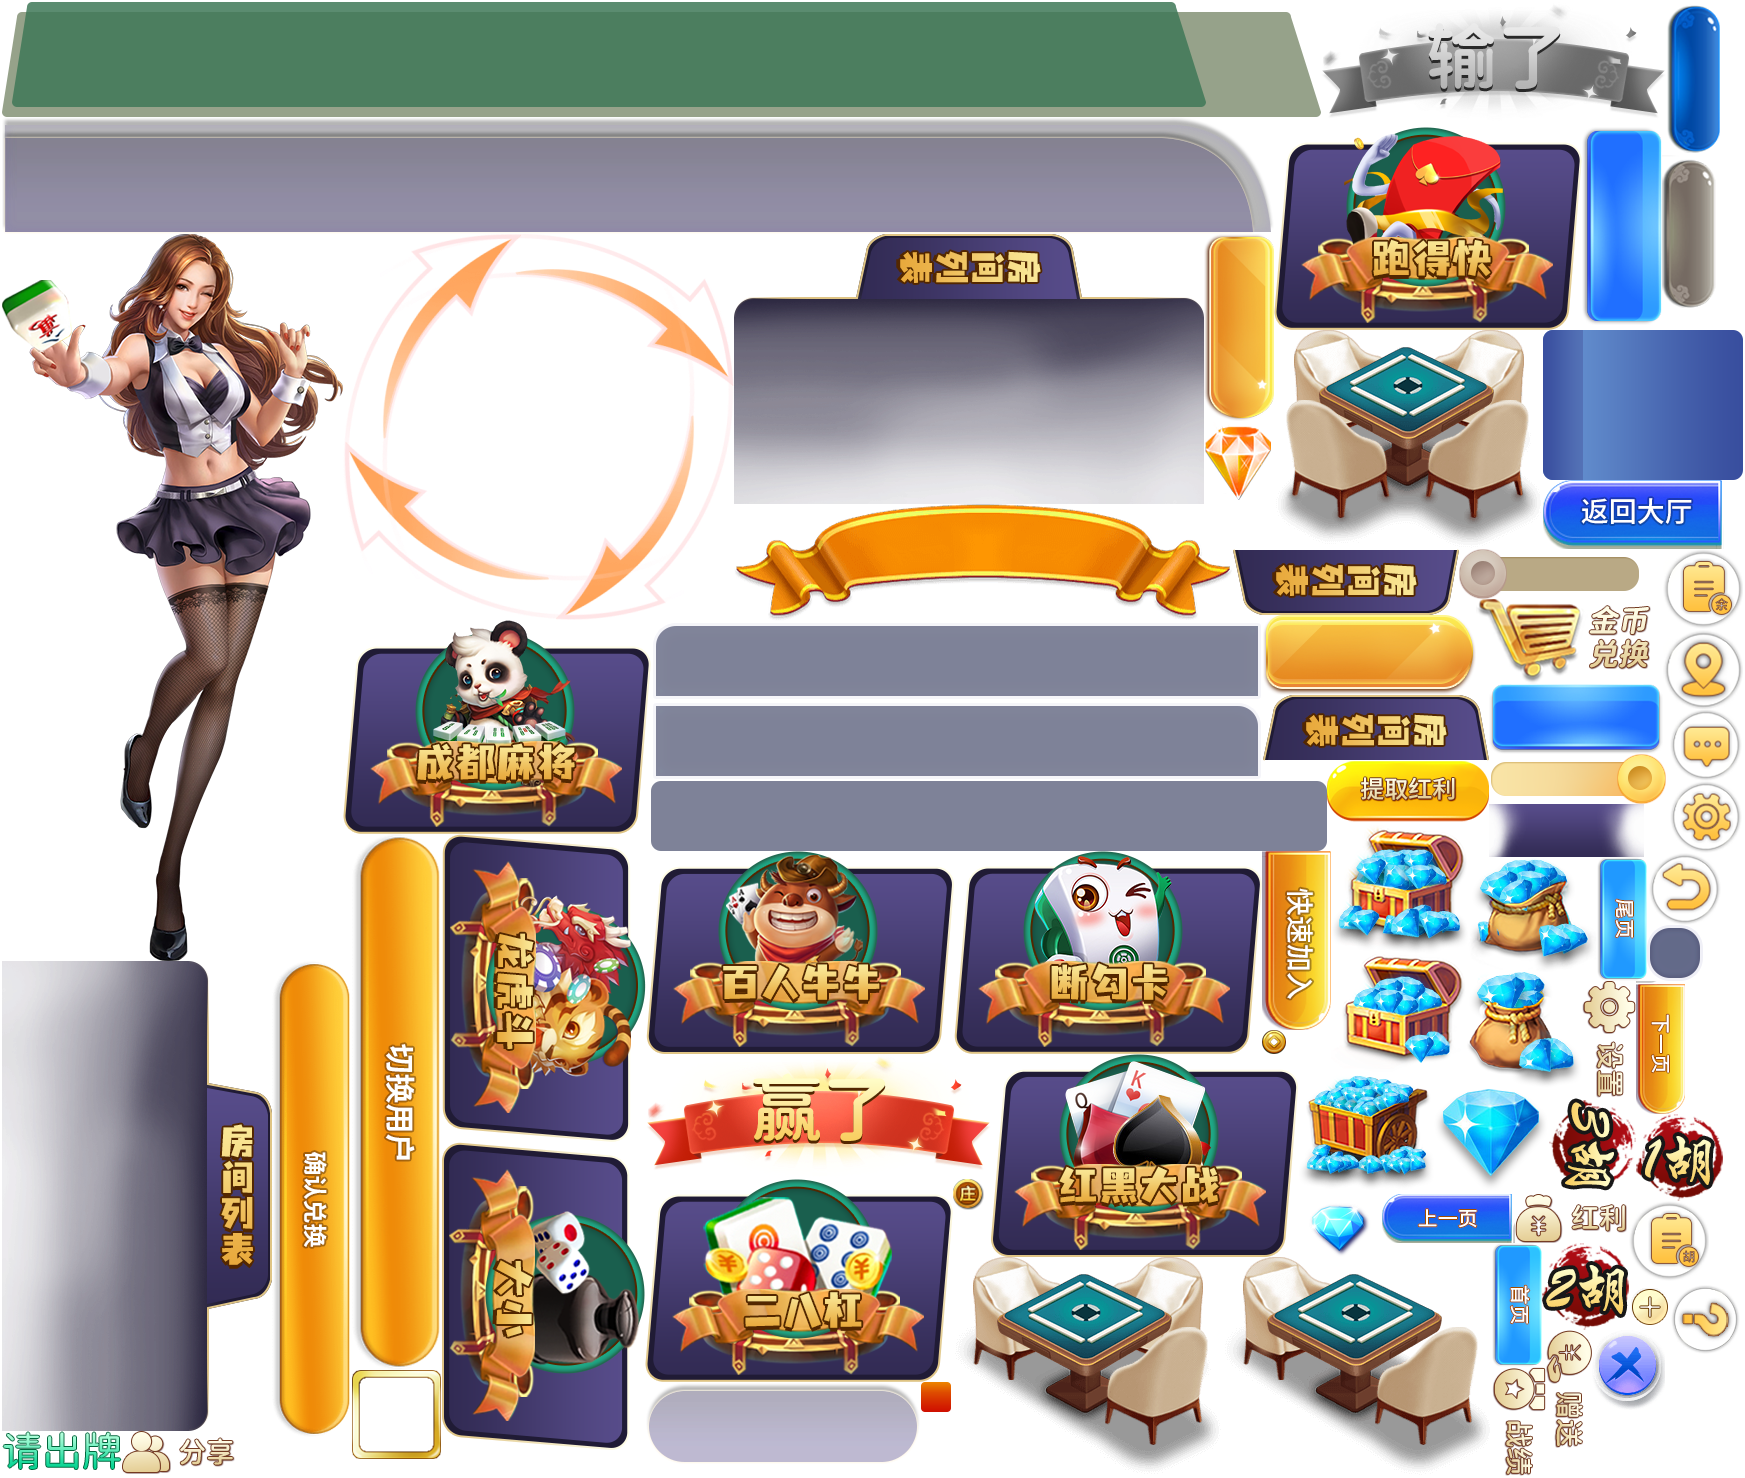 输了
跑得快
房间列表
返回大厅
房间列表
金币
兑换
成都麻将
房间列表
提取红利
快速加入
尾页
龙虎斗
百人牛牛
断勾卡
切换用户
设置
下一页
赢了
红黑大战
3胡
1胡
房间列表
确认兑换
庄
上一页
红利
胡
大小
二八杠
首页
2胡
赠送
战绩
请出牌
分享